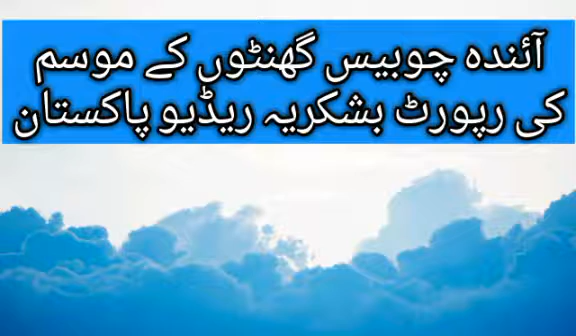 آئندہ چوبیس گھنٹوں کے موسم
کی رپورٹ بشکریہ ریڈیو پاکستان